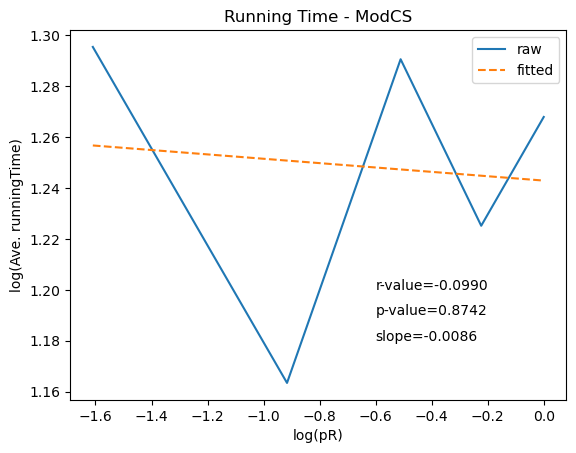 Running Time - ModCS
raw
fitted
log(Ave. runningTime)
1.30
1.28
1.26
1.24
1.22
1.20
1.18
1.16
r-value=-0.0990
p-value=0.8742
slope=-0.0086
−1.6 −1.4 −1.2 −1.0 −0.8 −0.6 −0.4 −0.2 0.0
log(pR)